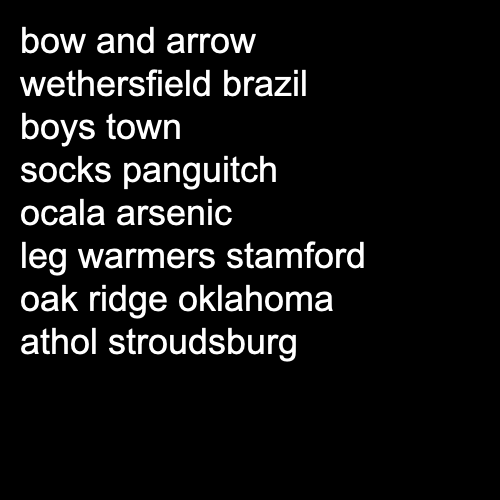 bow and arrow
wethersfield brazil
boys town
socks panguitch
ocala arsenic
leg warmers stamford
oak ridge oklahoma
athol stroudsburg